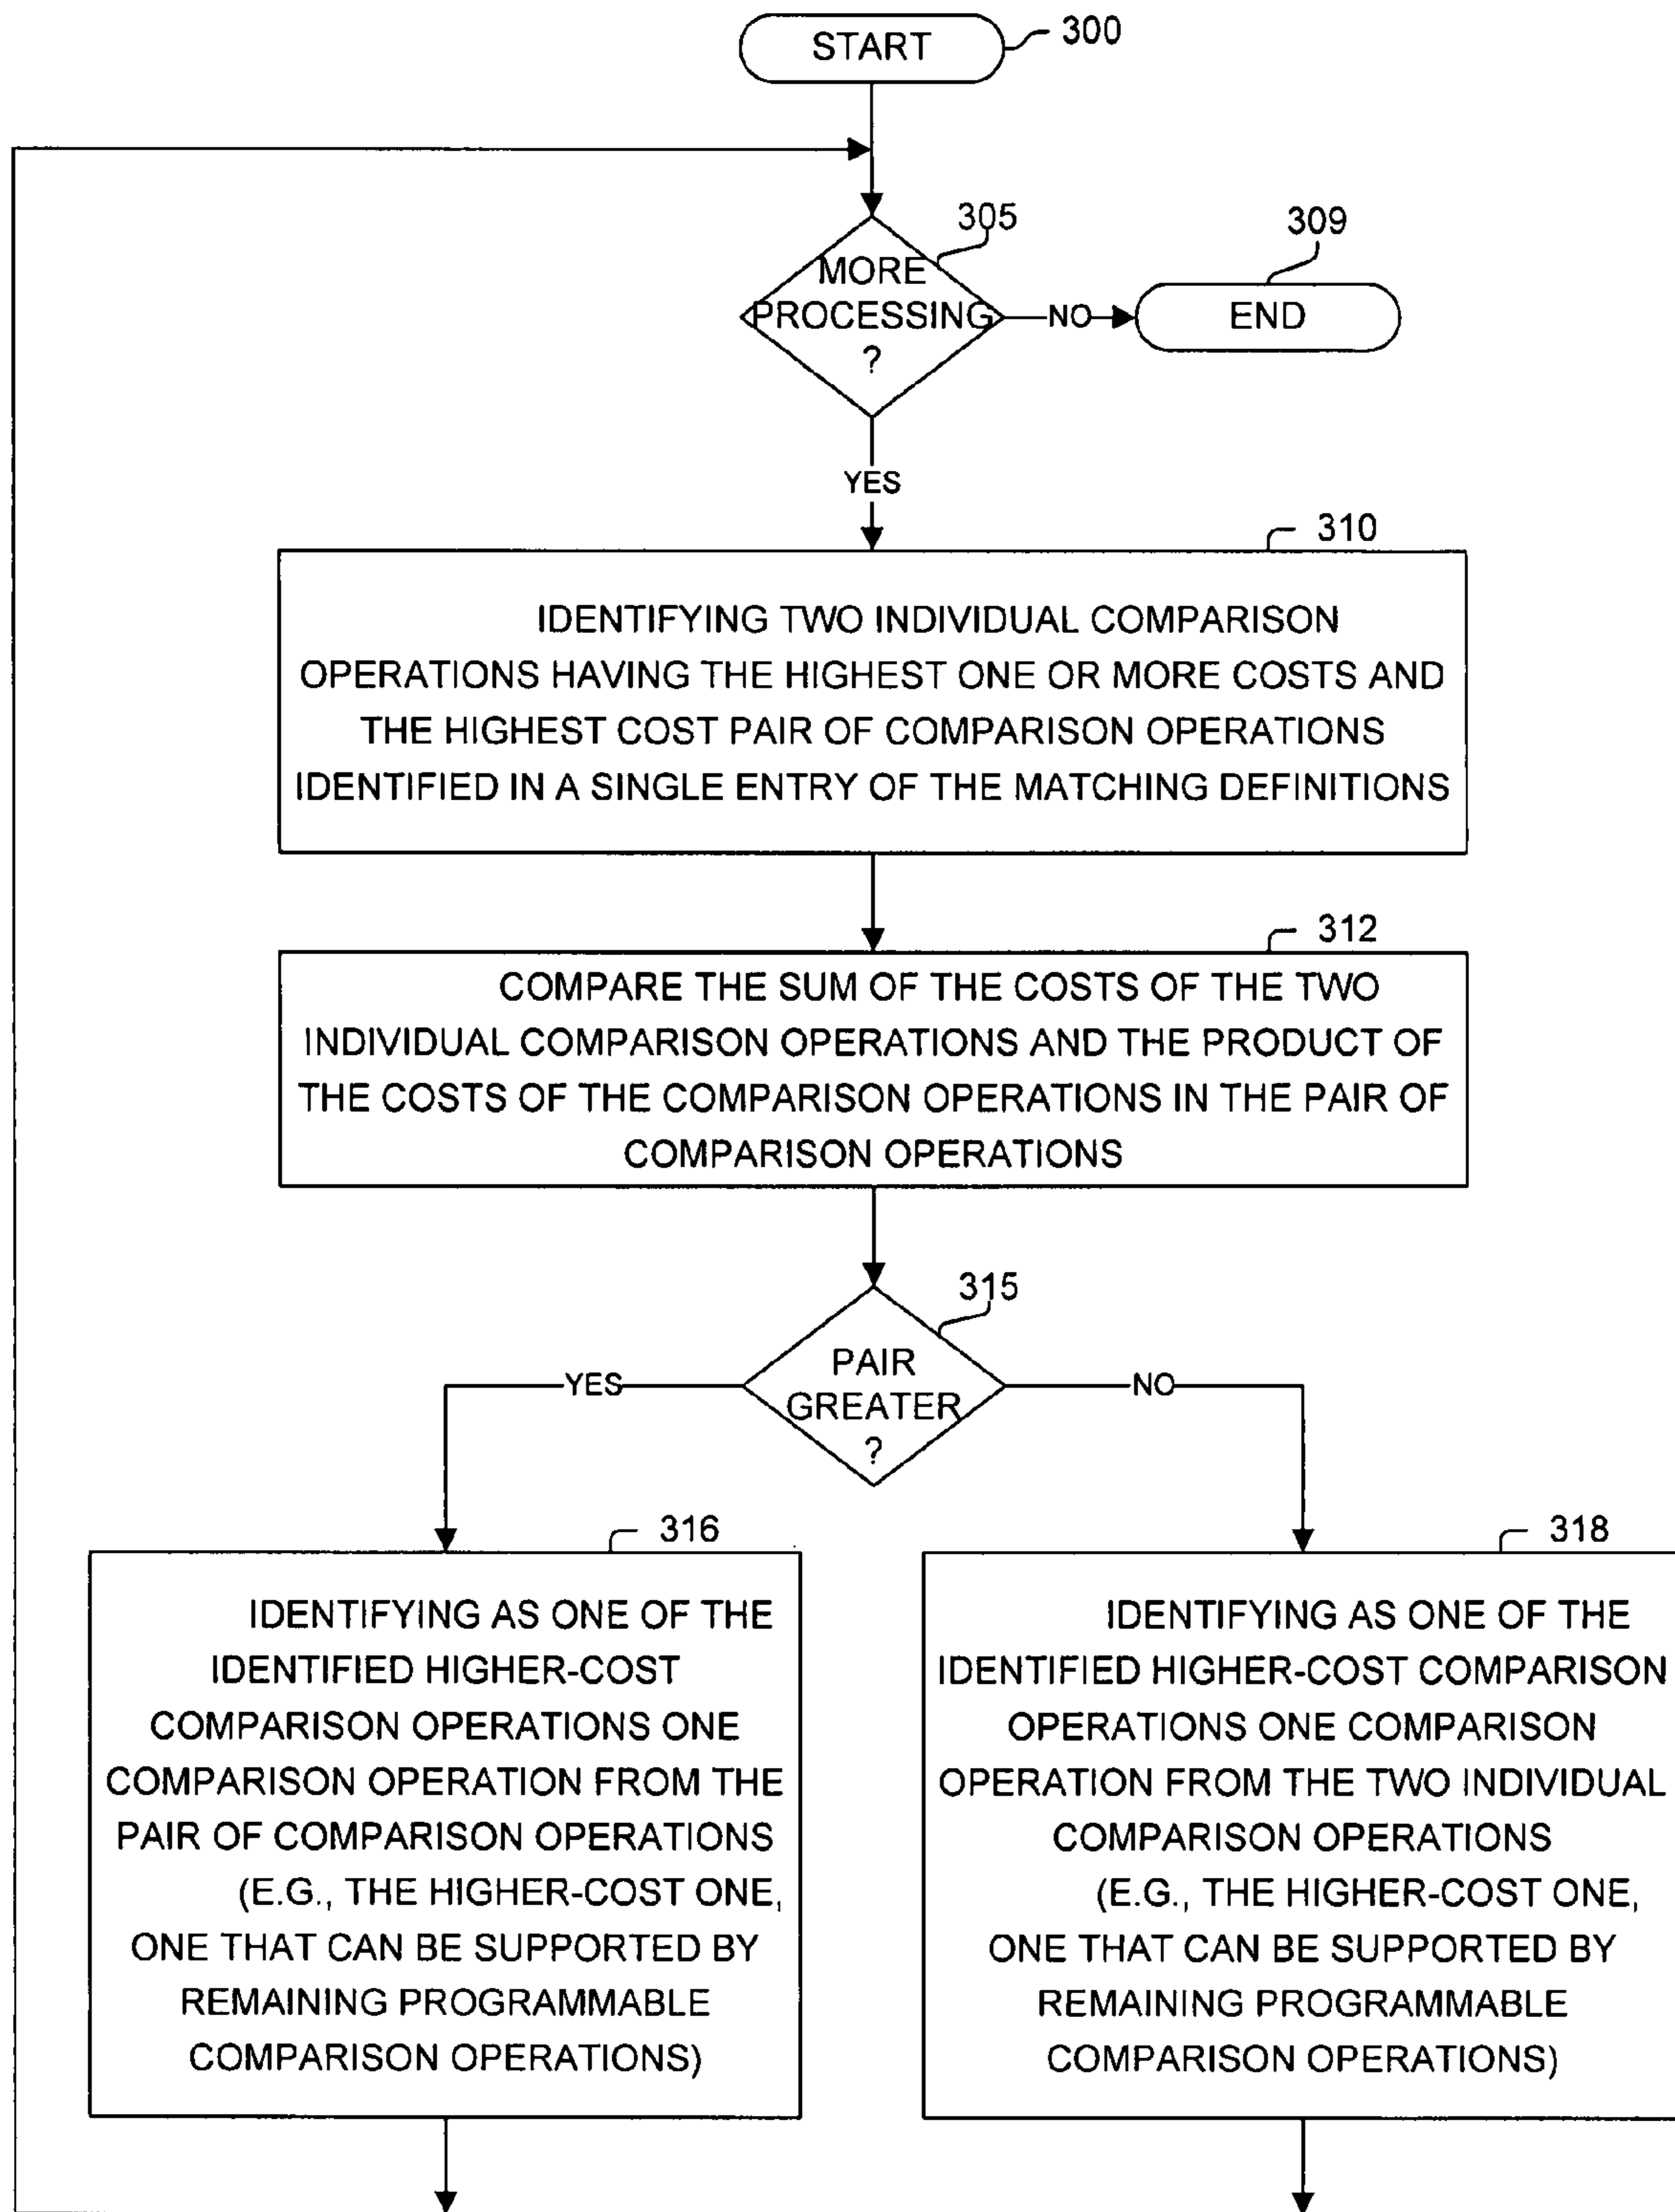 START
300
305
MORE
PROCESSING
?
NO
309
END
YES
310
IDENTIFYING TWO INDIVIDUAL COMPARISON
OPERATIONS HAVING THE HIGHEST ONE OR MORE COSTS AND
THE HIGHEST COST PAIR OF COMPARISON OPERATIONS
IDENTIFIED IN A SINGLE ENTRY OF THE MATCHING DEFINITIONS
312
COMPARE THE SUM OF THE COSTS OF THE TWO
INDIVIDUAL COMPARISON OPERATIONS AND THE PRODUCT OF
THE COSTS OF THE COMPARISON OPERATIONS IN THE PAIR OF
COMPARISON OPERATIONS
315
PAIR
GREATER
?
YES
NO
316
IDENTIFYING AS ONE OF THE
IDENTIFIED HIGHER-COST
COMPARISON OPERATIONS ONE
COMPARISON OPERATION FROM THE
PAIR OF COMPARISON OPERATIONS
(E.G., THE HIGHER-COST ONE,
ONE THAT CAN BE SUPPORTED BY
REMAINING PROGRAMMABLE
COMPARISON OPERATIONS)
318
IDENTIFYING AS ONE OF THE
IDENTIFIED HIGHER-COST COMPARISON
OPERATIONS ONE COMPARISON
OPERATION FROM THE TWO INDIVIDUAL
COMPARISON OPERATIONS
(E.G., THE HIGHER-COST ONE,
ONE THAT CAN BE SUPPORTED BY
REMAINING PROGRAMMABLE
COMPARISON OPERATIONS)